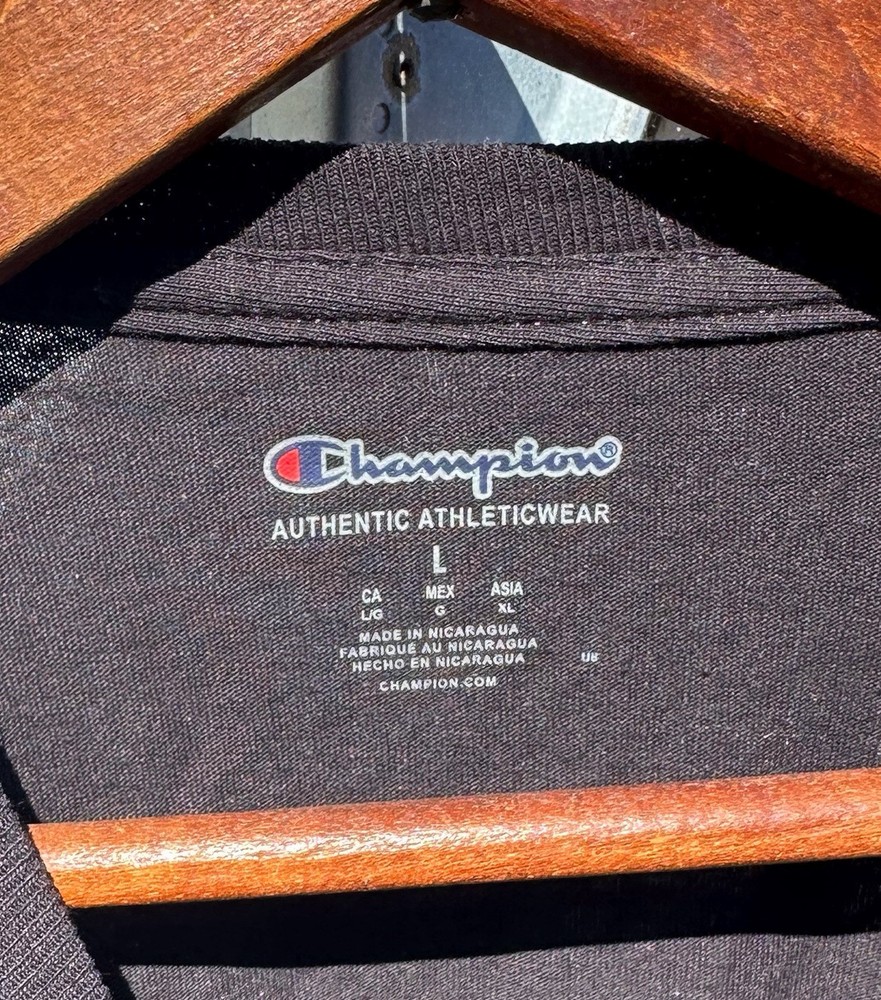 Champion®
AUTHENTIC ATHLETICWEAR
L
CA MEX ASIA
L/G G XL
MADE IN NICARAGUA
FABRIQUÉ AU NICARAGUA
HECHO EN NICARAGUA
CHAMPION.COM